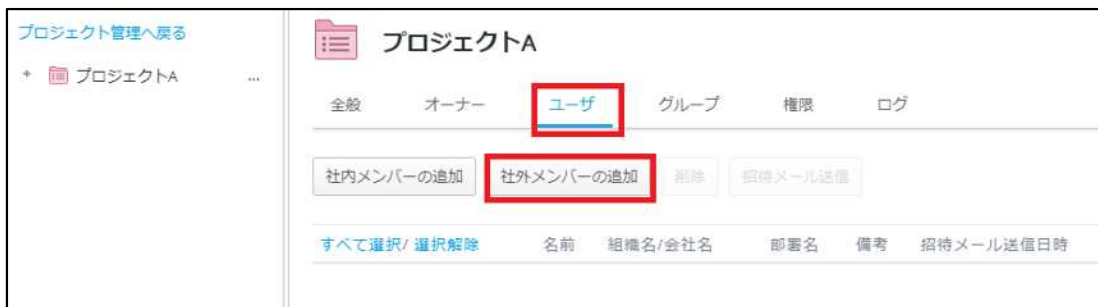 プロジェクト管理へ戻る
プロジェクトA ...
プロジェクトA
全般 オーナー ユーザ グループ 権限 ログ
社内メンバーの追加 社外メンバーの追加 削除 招待メール送信
すべて選択/ 選択解除 名前 組織名/会社名 部署名 備考 招待メール送信日時